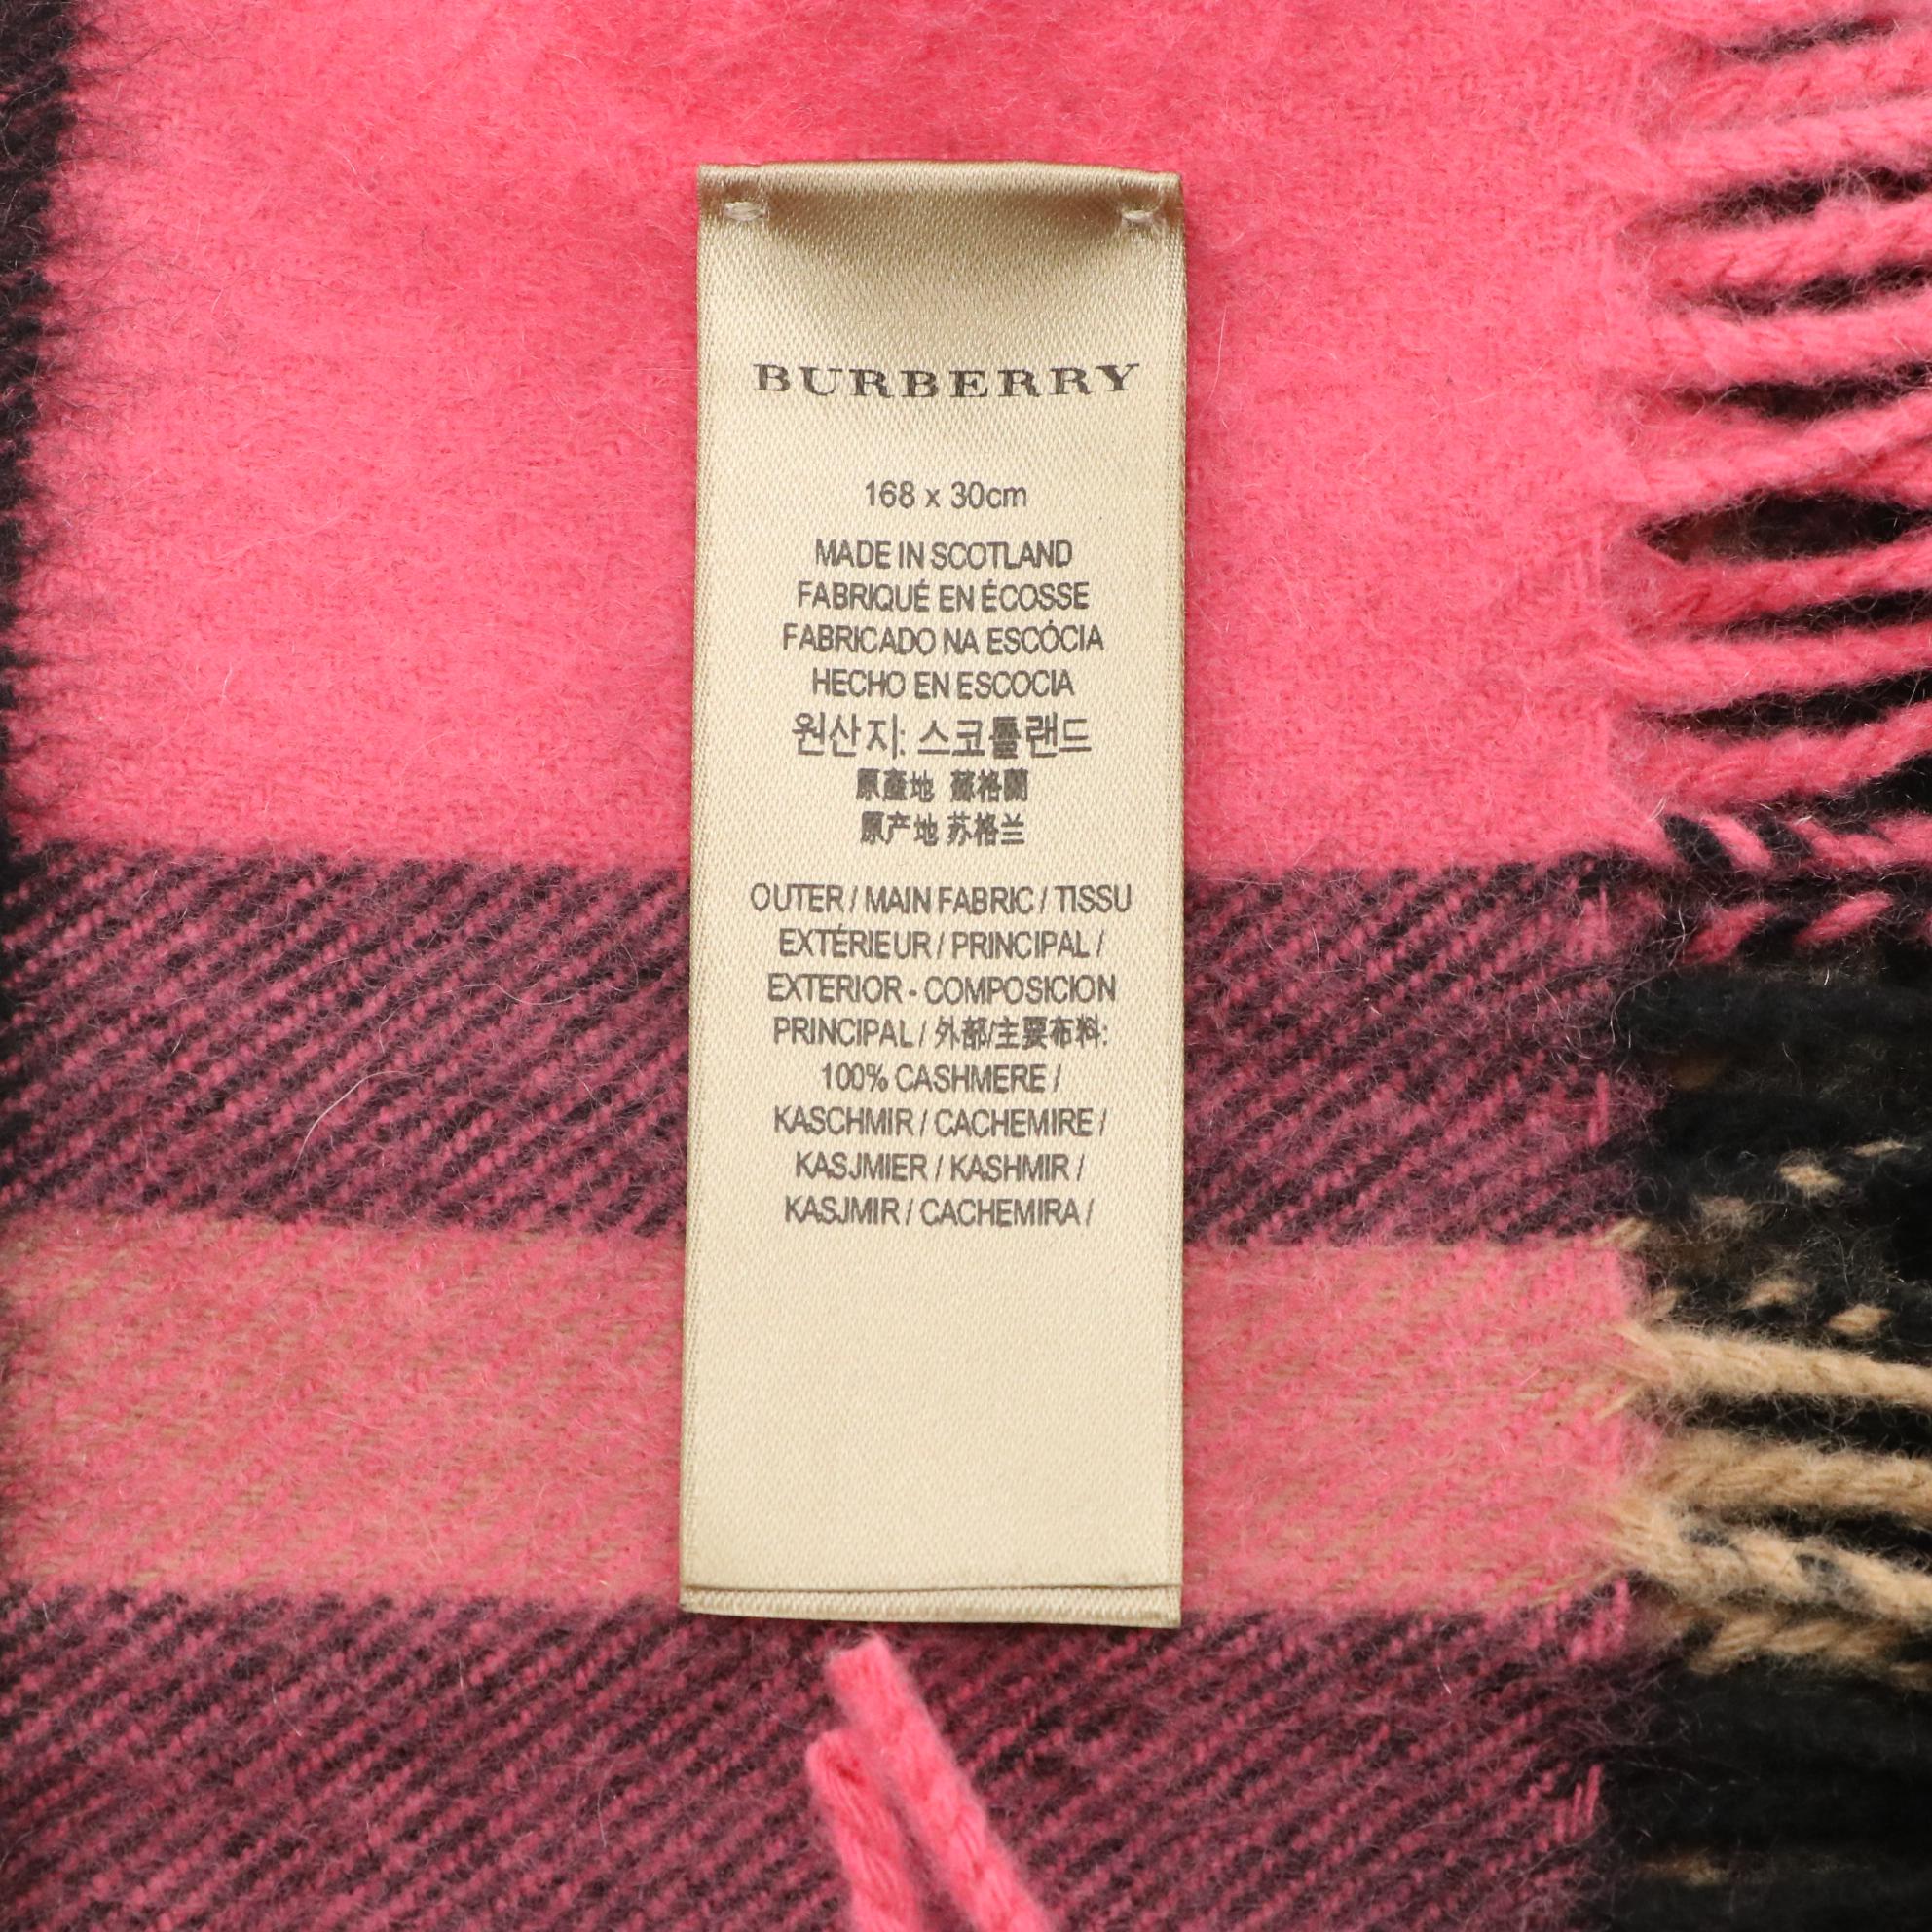 BURBERRY
168 x 30cm
MADE IN SCOTLAND
FABRIQUÉ EN ÉCOSSE
FABRICADO NA ESCÓCIA
HECHO EN ESCOCIA
원산지: 스코틀랜드
原產地 蘇格蘭
原产地 苏格兰
OUTER / MAIN FABRIC / TISSU
EXTÉRIEUR / PRINCIPAL /
EXTERIOR - COMPOSICION
PRINCIPAL / 外部/主要布料:
100% CASHMERE /
KASCHMIR / CACHEMIRE /
KASJMIER / KASHMIR /
KASJMIR / CACHEMIRA /